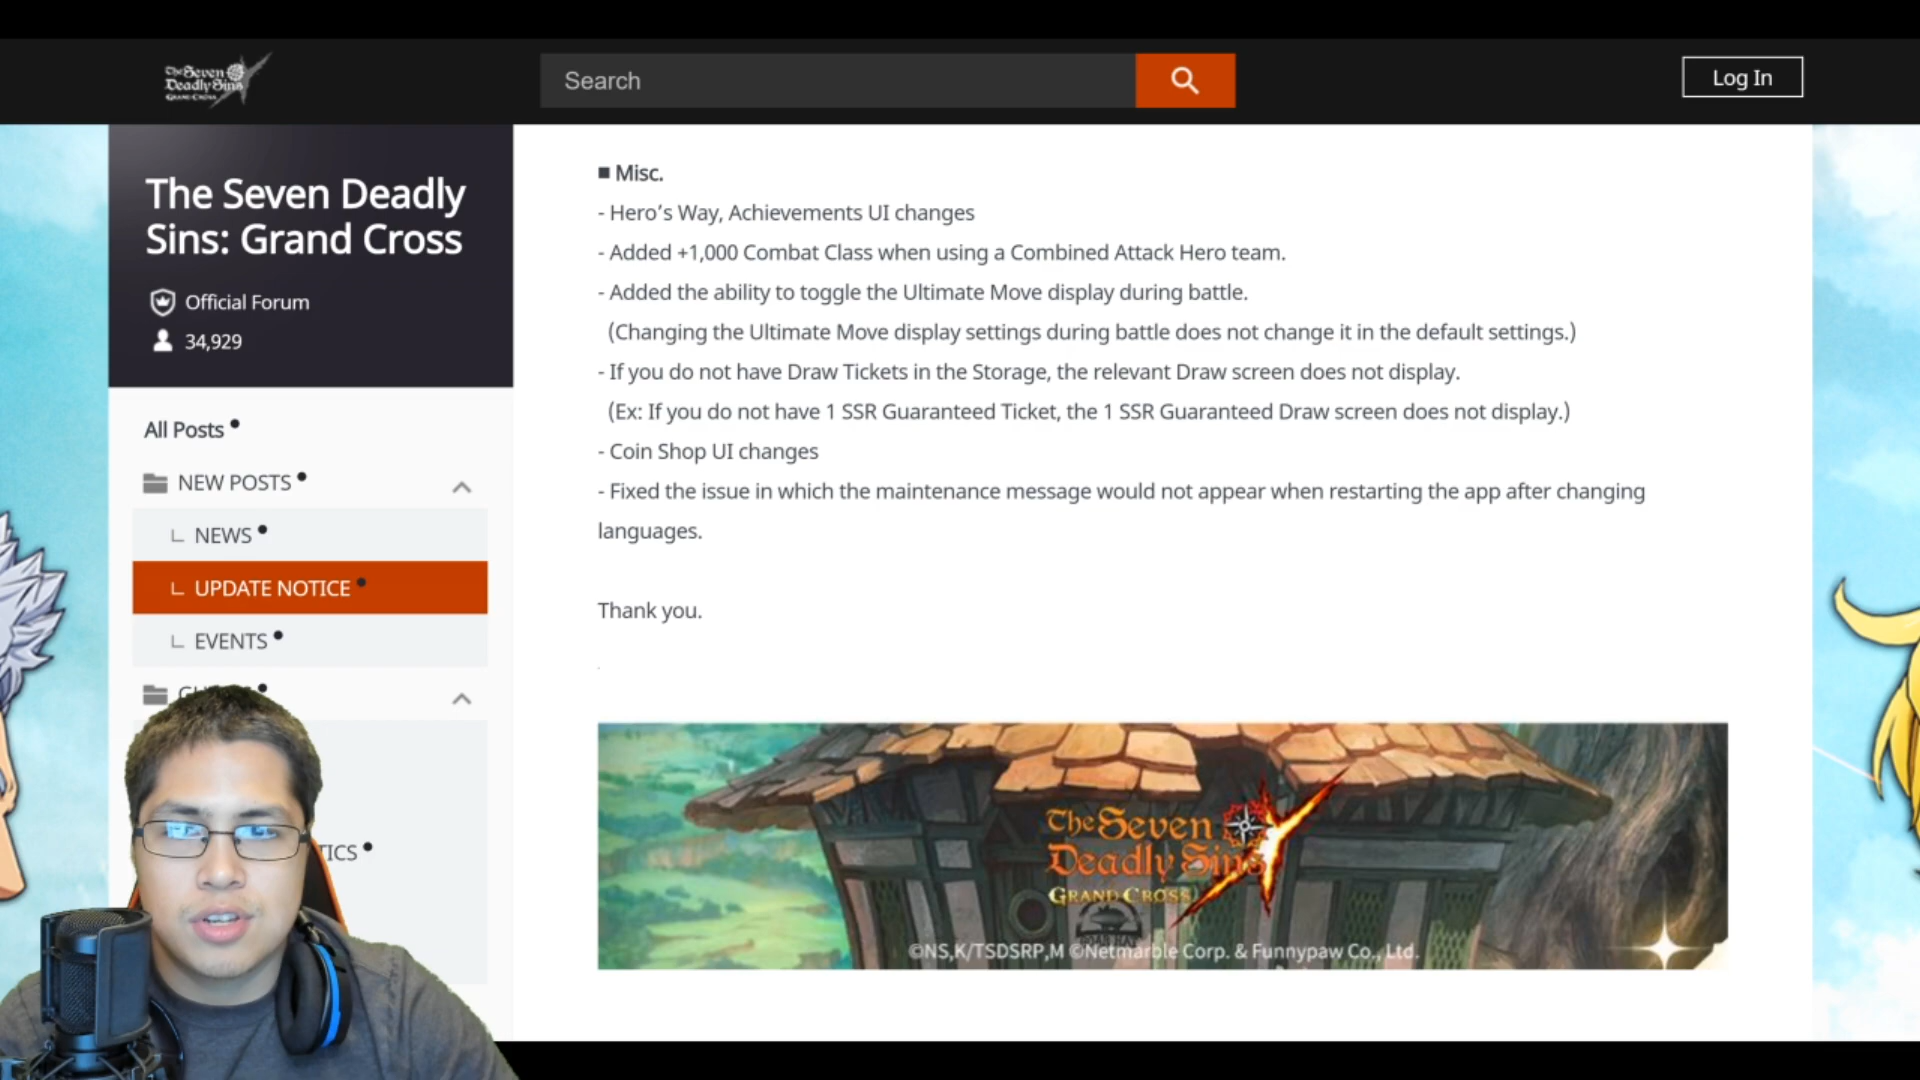 The Seven
Deadly Sins
GRAND CROSS
Search
Log In
The Seven Deadly
Sins: Grand Cross
Official Forum
34,929
All Posts
NEW POSTS
NEWS
UPDATE NOTICE
EVENTS
TICS
■ Misc.
- Hero's Way, Achievements UI changes
- Added +1,000 Combat Class when using a Combined Attack Hero team.
- Added the ability to toggle the Ultimate Move display during battle.
(Changing the Ultimate Move display settings during battle does not change it in the default settings.)
- If you do not have Draw Tickets in the Storage, the relevant Draw screen does not display.
(Ex: If you do not have 1 SSR Guaranteed Ticket, the 1 SSR Guaranteed Draw screen does not display.)
- Coin Shop UI changes
- Fixed the issue in which the maintenance message would not appear when restarting the app after changing
languages.
Thank you.
.
The Seven
Deadly Sins
GRAND CROSS
©NS,K/TSDSRP,M ©Netmarble Corp. & Funnypaw Co., Ltd.